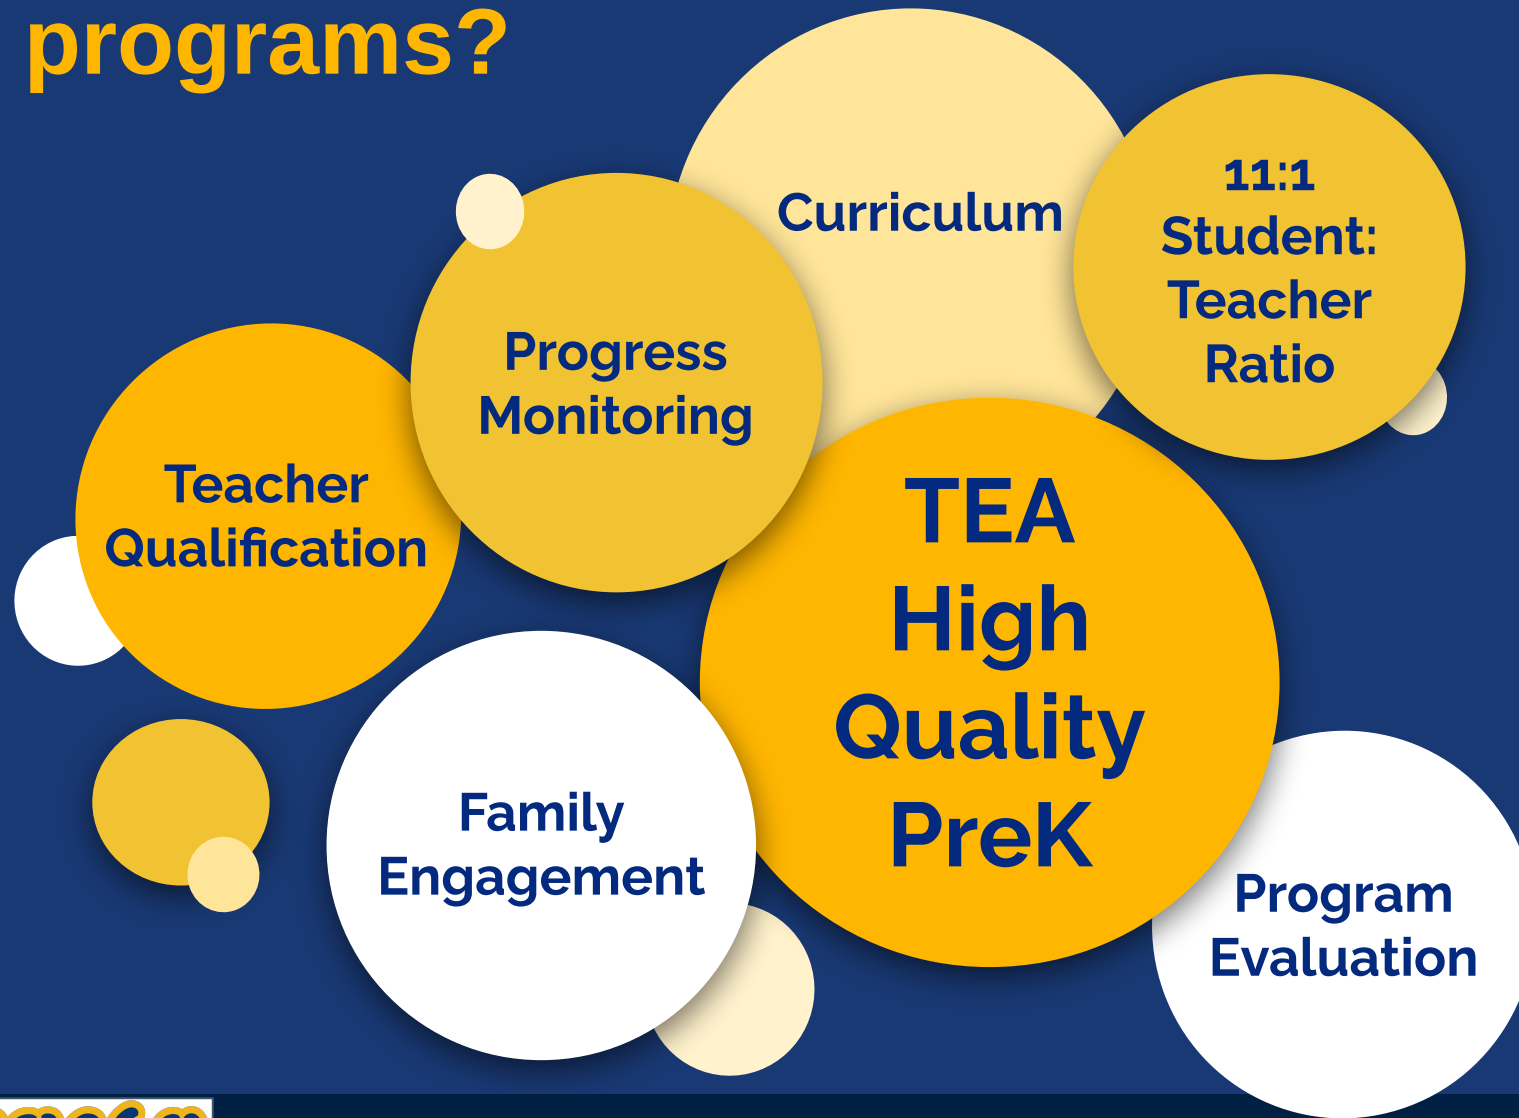 programs?
Curriculum
11:1
Student:
Teacher
Ratio
Progress
Monitoring
Teacher
Qualification
TEA
High
Quality
PreK
Family
Engagement
Program
Evaluation